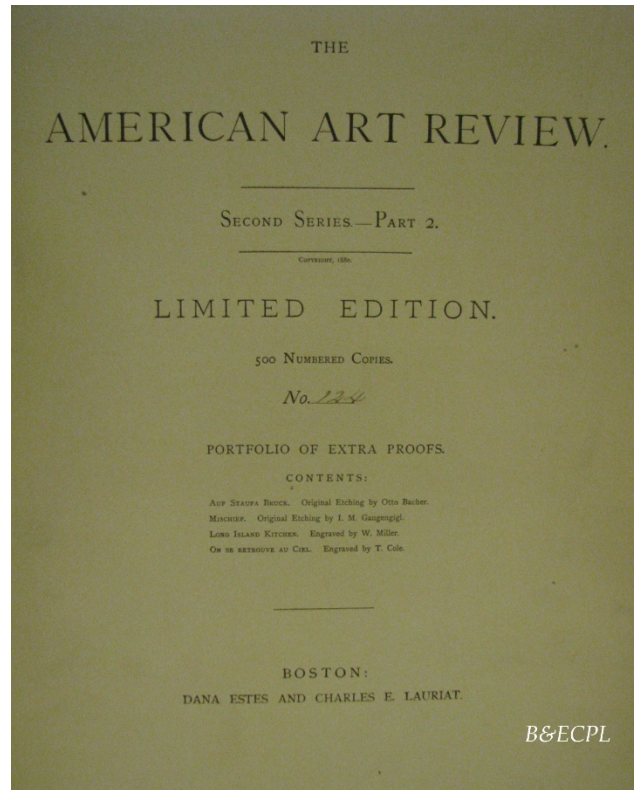 THE
AMERICAN ART REVIEW.
SECOND SERIES.—PART 2.
COPYRIGHT, 1880.
LIMITED EDITION.
500 NUMBERED COPIES.
No. 124
PORTFOLIO OF EXTRA PROOFS.
CONTENTS:
AUF STAUFA BRUCK. Original Etching by Otto Bacher.
MISCHIEF. Original Etching by I. M. Gaugengigl.
LONG ISLAND KITCHEN. Engraved by W. Miller.
ON SE RETROUVE AU CIEL. Engraved by T. Cole.
BOSTON:
DANA ESTES AND CHARLES E. LAURIAT.
B&ECPL